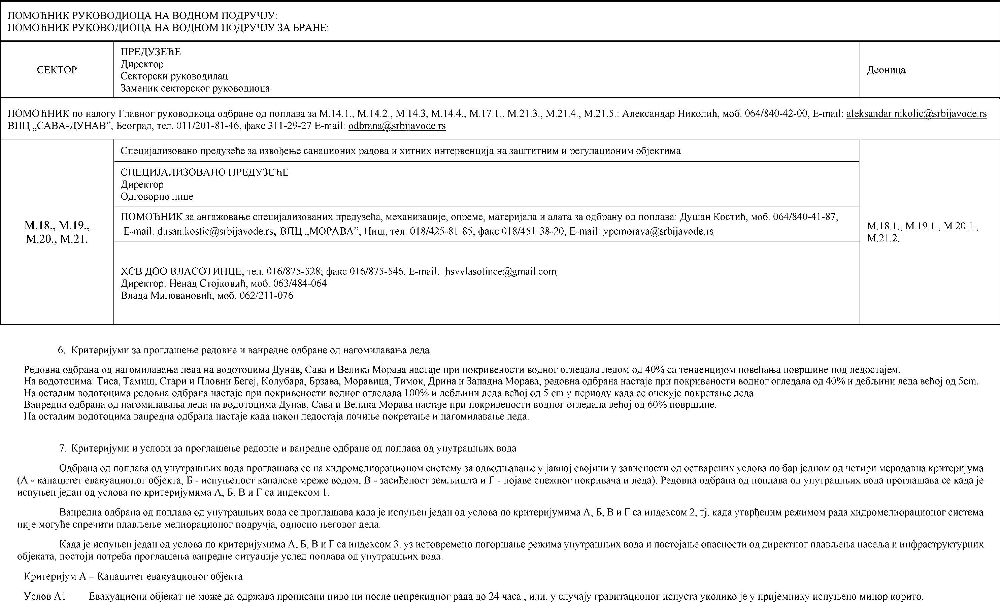 ПОМОЋНИК РУКОВОДИОЦА НА ВОДНОМ ПОДРУЧЈУ:
ПОМОЋНИК РУКОВОДИОЦА НА ВОДНОМ ПОДРУЧЈУ ЗА БРАНЕ:
СЕКТОР
ПРЕДУЗЕЋЕ
Директор
Секторски руководилац
Заменик секторског руководиоца
Деоница
ПОМОЋНИК по налогу Главног руководиоца одбране од поплава за М.14.1., М.14.2., М.14.3, М.14.4., М.17.1., М.21.3., М.21.4., М.21.5.: Александар Николић, моб. 064/840-42-00, E-mail: aleksandar.nikolic@srbijavode.rs
ВПЦ „САВА-ДУНАВ”, Београд, тел. 011/201-81-46, факс 311-29-27 E-mail: odbrana@srbijavode.rs
М.18., М.19.,
М.20., М.21.
Специјализовано предузеће за извођење санационих радова и хитних интервенција на заштитним и регулационим објектима
СПЕЦИЈАЛИЗОВАНО ПРЕДУЗЕЋЕ
Директор
Одговорно лице
ПОМОЋНИК за ангажовање специјализованих предузећа, механизације, опреме, материјала и алата за одбрану од поплава: Душан Костић, моб. 064/840-41-87,
E-mail: dusan.kostic@srbijavode.rs, ВПЦ „МОРАВА”, Ниш, тел. 018/425-81-85, факс 018/451-38-20, E-mail: vpcmorava@srbijavode.rs
ХСВ ДОО ВЛАСОТИНЦЕ, тел. 016/875-528; факс 016/875-546, E-mail: hsvvlasotince@gmail.com
Директор: Ненад Стојковић, моб. 063/484-064
Влада Миловановић, моб. 062/211-076
М.18.1., М.19.1., М.20.1.,
М.21.2.
6. Критеријуми за проглашење редовне и ванредне одбране од нагомилавања леда
Редовна одбрана од нагомилавања леда на водотоцима Дунав, Сава и Велика Морава настаје при покривености водног огледала ледом од 40% са тенденцијом повећања површине под ледостајем.
На водотоцима: Тиса, Тамиш, Стари и Пловни Бегеј, Колубара, Брзава, Моравица, Тимок, Дрина и Западна Морава, редовна одбрана настаје при покривености водног огледала од 40% и дебљини леда већој од 5cm.
На осталим водотоцима редовна одбрана настаје при покривености водног огледала 100% и дебљини леда већој од 5 cm у периоду када се очекује покретање леда.
Ванредна одбрана од нагомилавања леда на водотоцима Дунав, Сава и Велика Морава настаје при покривености водног огледала већој од 60% површине.
На осталим водотоцима ванредна одбрана настаје када након ледостаја почиње покретање и нагомилавање леда.
7. Критеријуми и услови за проглашење редовне и ванредне одбране од поплава од унутрашњих вода
Одбрана од поплава од унутрашњих вода проглашава се на хидромелиорационом систему за одводњавање у јавној својини у зависности од остварених услова по бар једном од четири меродавна критеријума
(А - капацитет евакуационог објекта, Б - испуњеност каналске мреже водом, В - засићеност земљишта и Г - појаве снежног покривача и леда). Редовна одбрана од поплава од унутрашњих вода проглашава се када је
испуњен један од услова по критеријумима А, Б, В и Г са индексом 1.
Ванредна одбрана од поплава од унутрашњих вода се проглашава када је испуњен један од услова по критеријумима А, Б, В и Г са индексом 2, тј. када утврђеним режимом рада хидромелиорационог система
није могуће спречити плављење мелиорационог подручја, односно његовог дела.
Када је испуњен један од услова по критеријумима А, Б, В и Г са индексом 3. уз истовремено погоршање режима унутрашњих вода и постојање опасности од директног плављења насеља и инфраструктурних
објеката, постоји потреба проглашења ванредне ситуације услед поплава од унутрашњих вода.
Критеријум А – Капацитет евакуационог објекта
Услов А1 Евакуациони објекат не може да одржава прописани ниво ни после непрекидног рада до 24 часа , или, у случају гравитационог испуста уколико је у пријемнику испуњено минор корито.